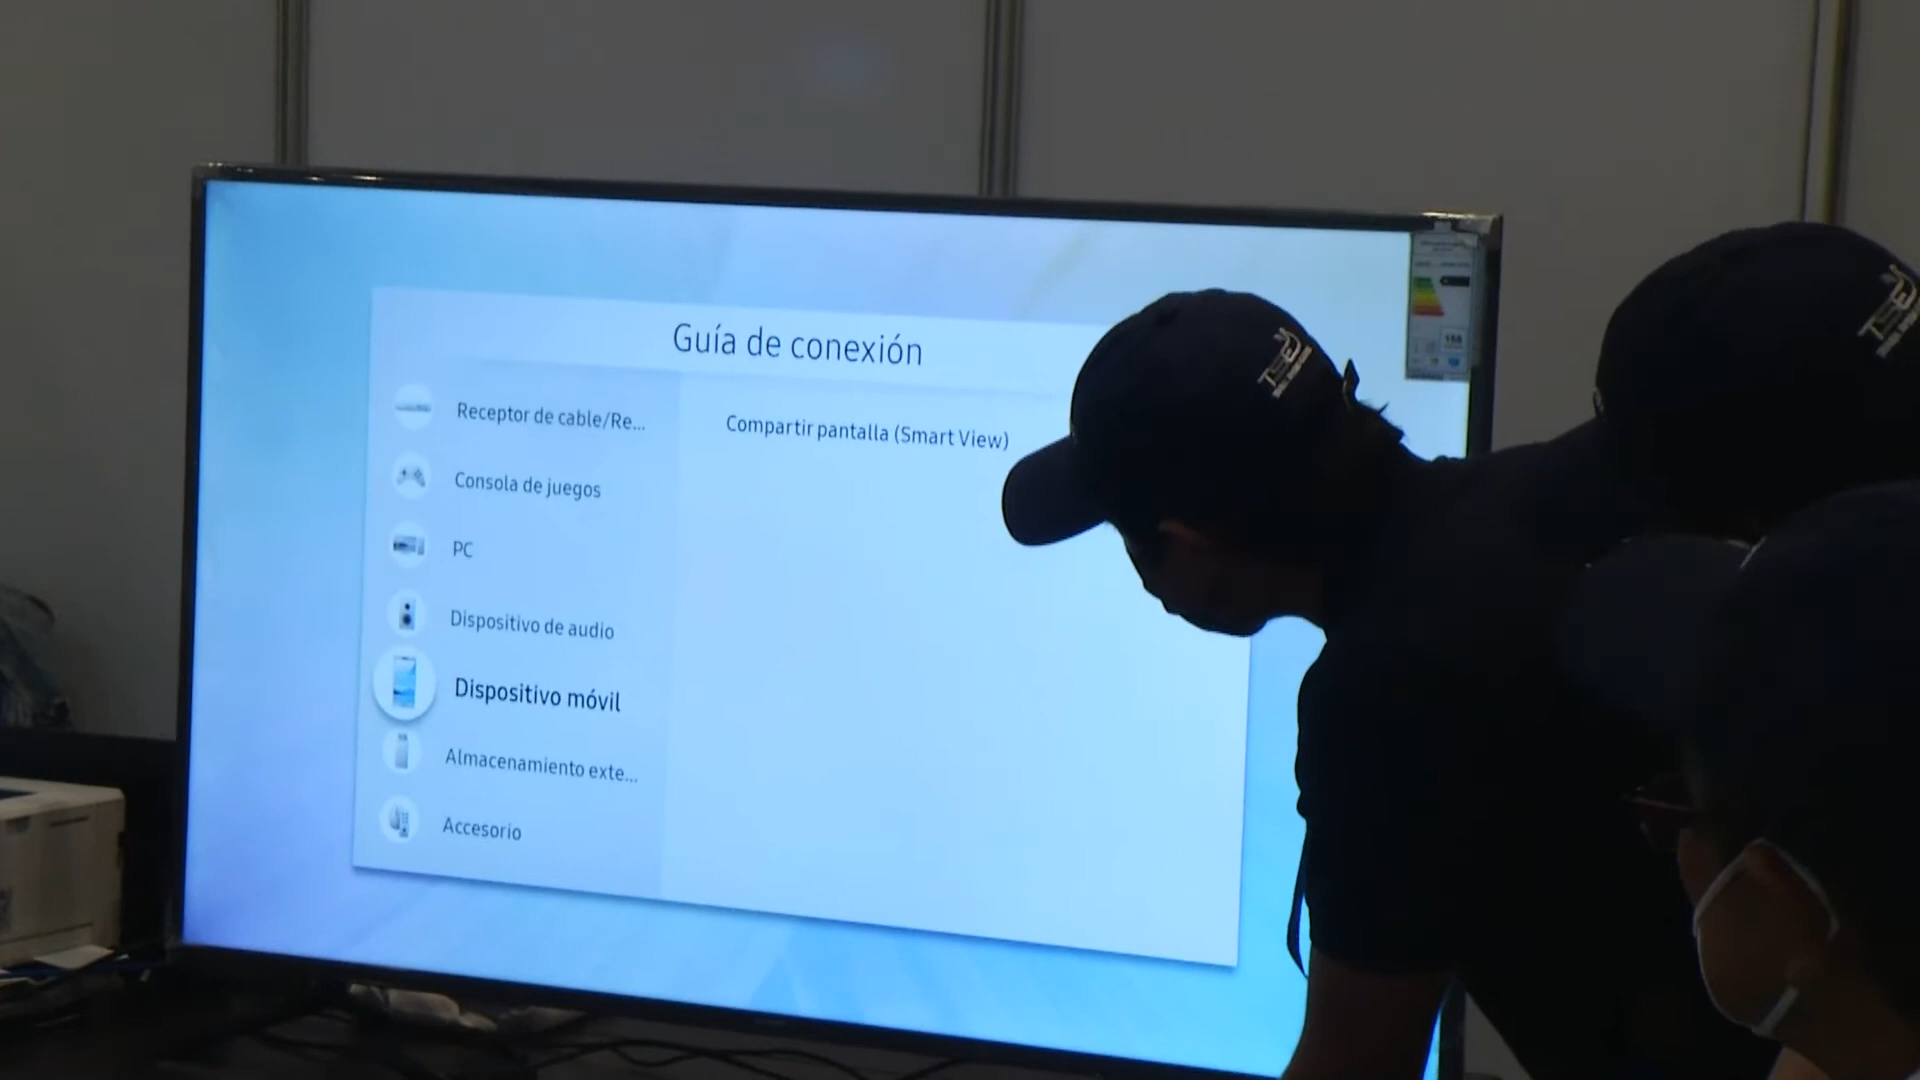 Guía de conexión
Receptor de cable/Re...
Compartir pantalla (Smart View)
Consola de juegos
PC
Dispositivo de audio
Dispositivo móvil
Almacenamiento exte...
Accesorio